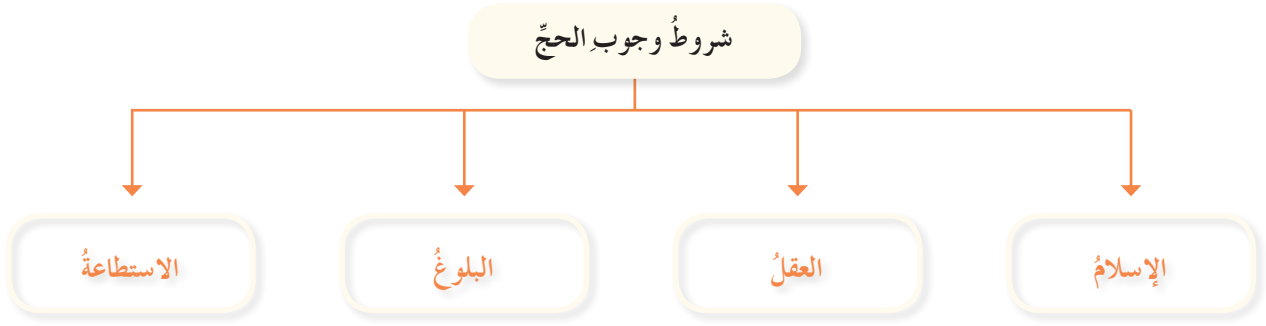 شروطُ وجوبِ الحجِّ
الإسلامُ
العقلُ
البلوغُ
الاستطاعةُ